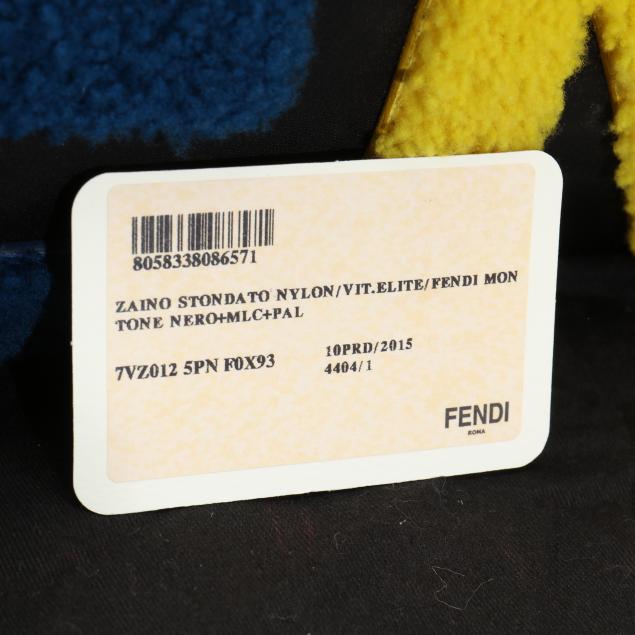 8058338086571
ZAINO STONDATO NYLON/VIT.ELITE/FENDI MON
TONE NERO+MLC+PAL
7VZ012 5PN F0X93
10PRD/2015
4404/1
FENDI
ROMA